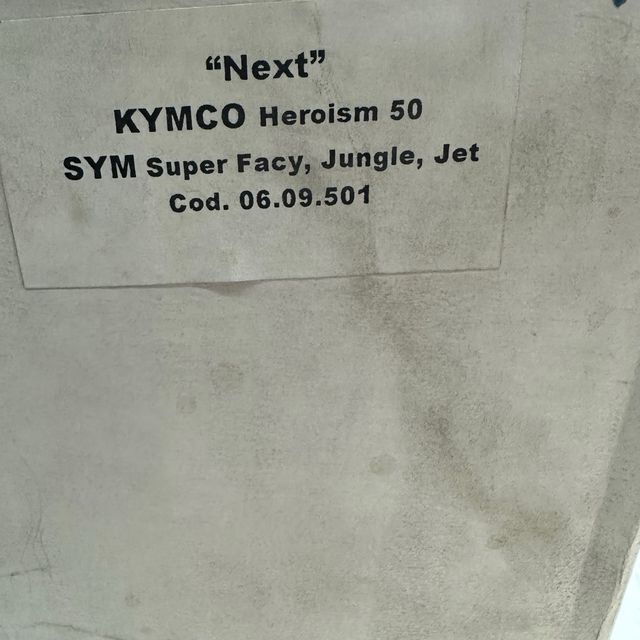 “Next”
KYMCO Heroism 50
SYM Super Facy, Jungle, Jet
Cod. 06.09.501